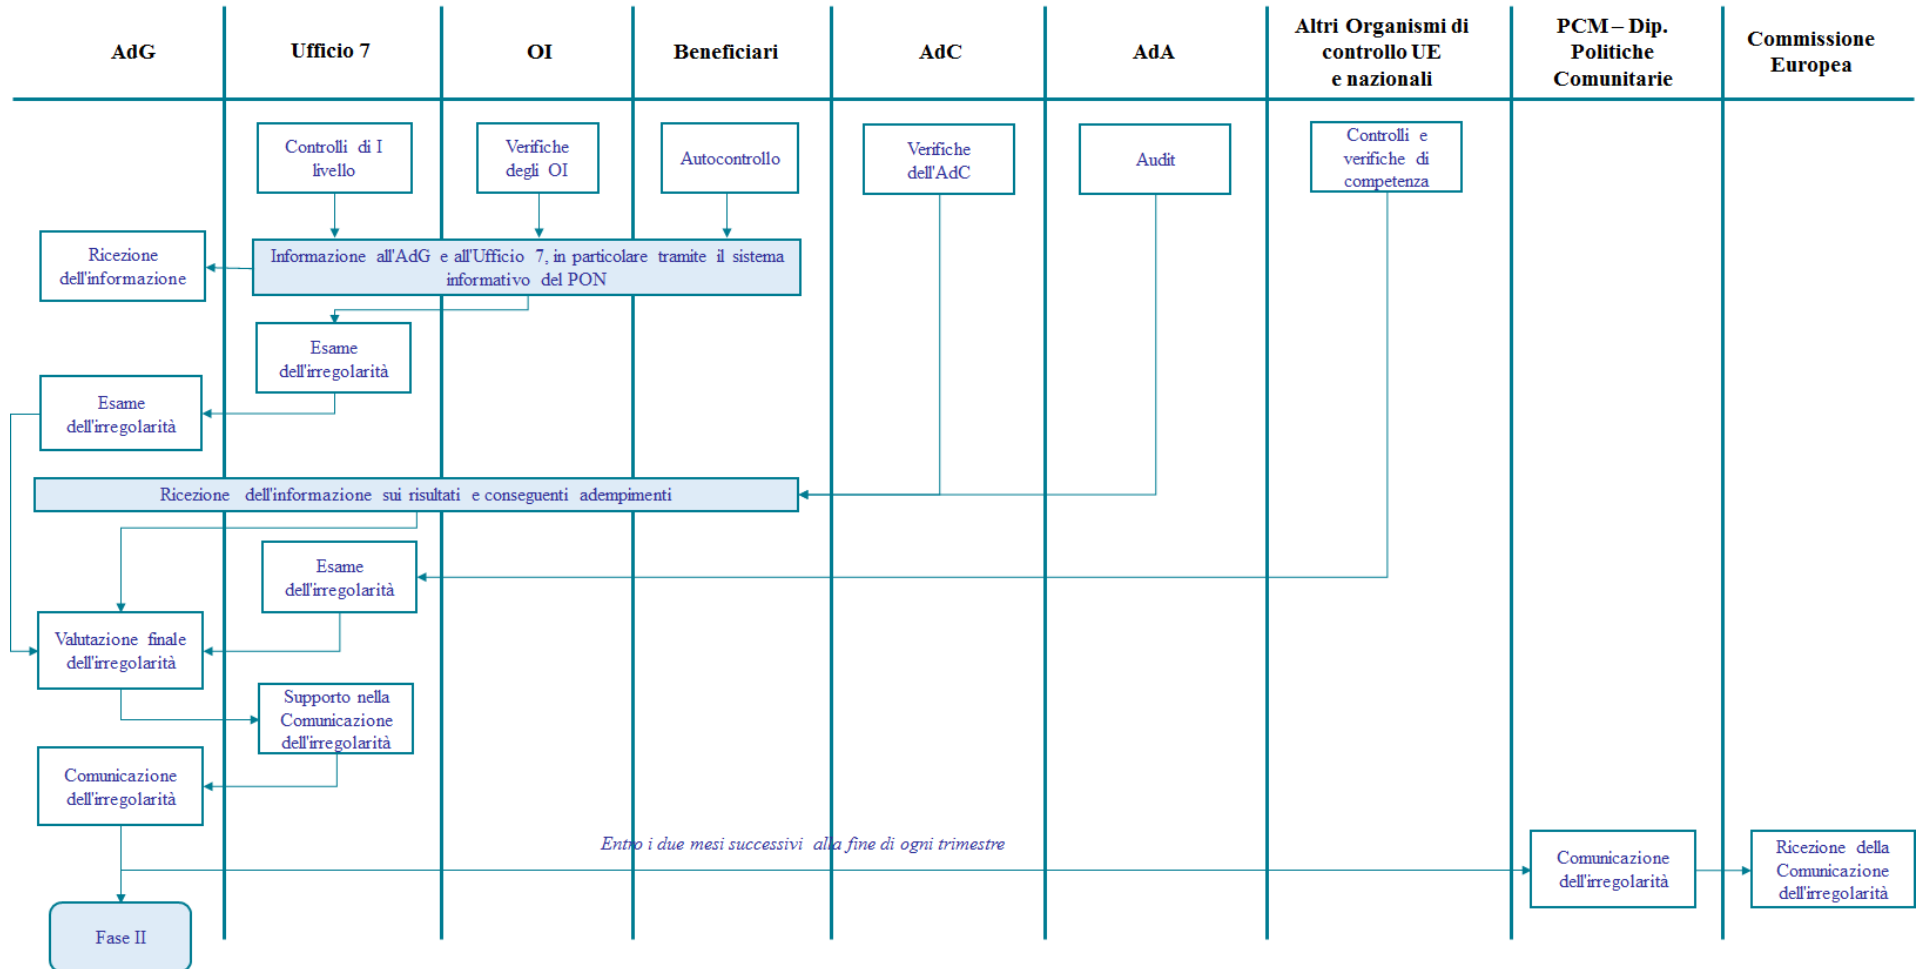 AdG
Ufficio 7
OI
Beneficiari
AdC
AdA
Altri Organismi di
controllo UE
e nazionali
PCM – Dip.
Politiche
Comunitarie
Commissione
Europea
Controlli di I
livello
Verifiche
degli OI
Autocontrollo
Verifiche
dell'AdC
Audit
Controlli e
verifiche di
competenza
Ricezione
dell'informazione
Informazione all'AdG e all'Ufficio 7, in particolare tramite il sistema
informativo del PON
Esame
dell'irregolarità
Esame
dell'irregolarità
Ricezione dell'informazione sui risultati e conseguenti adempimenti
Esame
dell'irregolarità
Valutazione finale
dell'irregolarità
Supporto nella
Comunicazione
dell'irregolarità
Comunicazione
dell'irregolarità
Entro i due mesi successivi alla fine di ogni trimestre
Comunicazione
dell'irregolarità
Ricezione della
Comunicazione
dell'irregolarità
Fase II